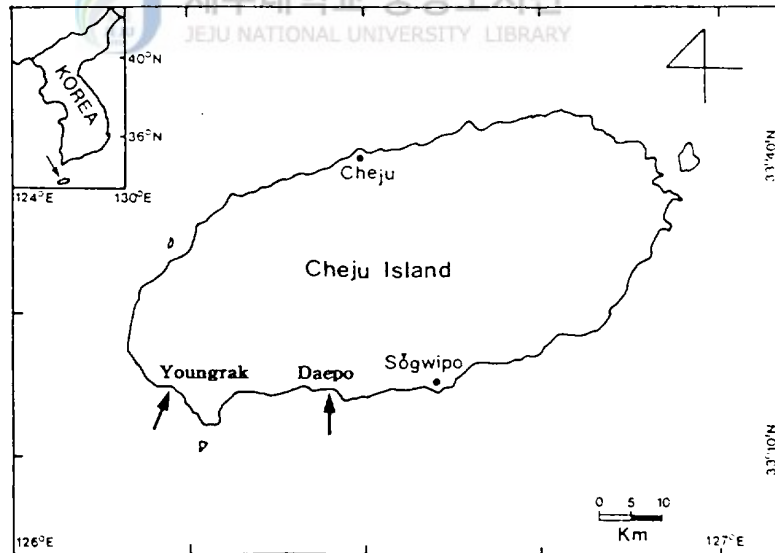 JEJU NATIONAL UNIVERSITY LIBRARY
KOREA
40°N
36°N
124°E
130°E
Cheju
33°40'N
Cheju Island
Youngrak
Daepo
Sŏgwipo
33°10'N
0 5 10
Km
126°E
127°E